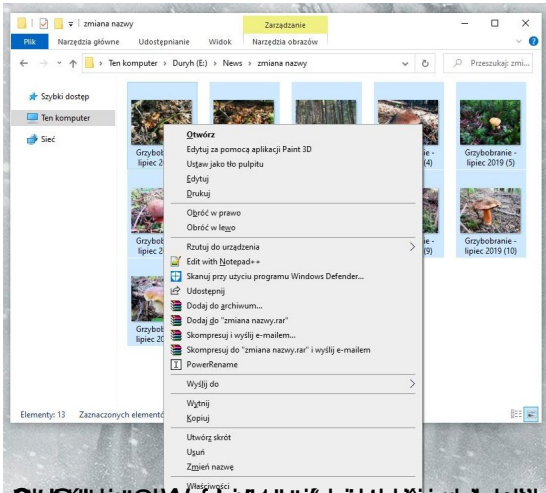 zmiana nazwy
Zarządzanie
Plik
Narzędzia główne
Udostępnianie
Widok
Narzędzia obrazów
Ten komputer > Duryh (E:) > News > zmiana nazwy
Przeszukaj: zmi...
Szybki dostęp
Ten komputer
Sieć
(4)
Grzybobranie -
lipiec 2019 (5)
(9)
Grzybobranie -
lipiec 2019 (10)
Otwórz
Edytuj za pomocą aplikacji Paint 3D
Ustaw jako tło pulpitu
Edytuj
Drukuj
Obróć w prawo
Obróć w lewo
Rzutuj do urządzenia
Edit with Notepad++
Skanuj przy użyciu programu Windows Defender...
Udostępnij
Dodaj do archiwum...
Dodaj do "zmiana nazwy.rar"
Skompresuj i wyślij e-mailem...
Skompresuj do "zmiana nazwy.rar" i wyślij e-mailem
PowerRename
Wyślij do
Wytnij
Kopiuj
Utwórz skrót
Usuń
Zmień nazwę
Właściwości
Elementy: 13